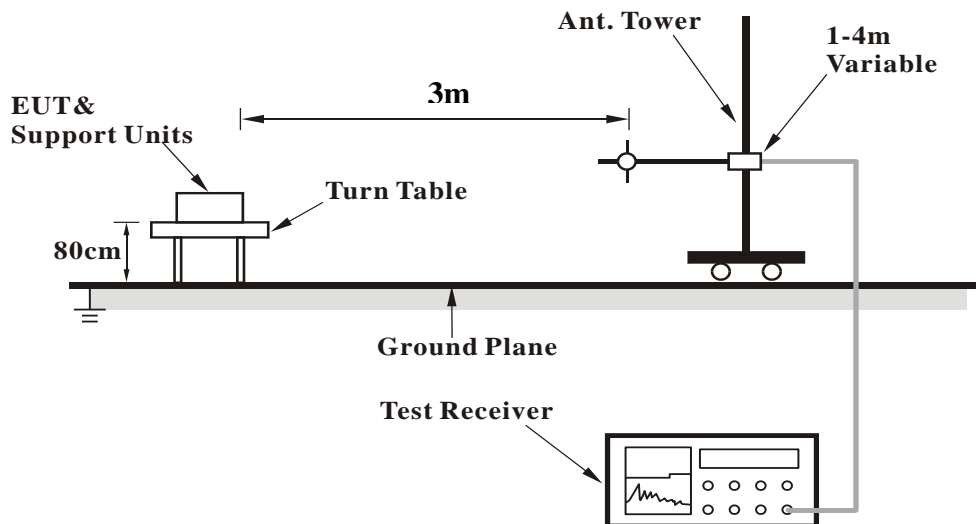 Ant. Tower
1-4m
Variable
3m
EUT&
Support Units
Turn Table
80cm
Ground Plane
Test Receiver